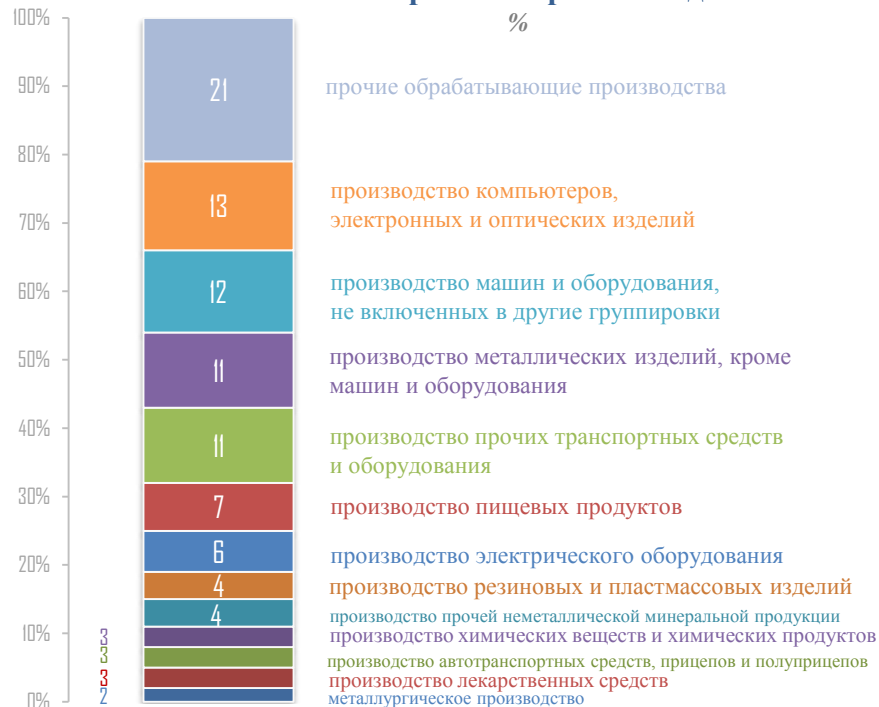 %
100%
21
прочие обрабатывающие производства
90%
80%
13
производство компьютеров,
электронных и оптических изделий
70%
12
производство машин и оборудования,
не включенных в другие группировки
60%
11
производство металлических изделий, кроме
машин и оборудования
50%
11
производство прочих транспортных средств
и оборудования
40%
7
производство пищевых продуктов
30%
6
производство электрического оборудования
20%
4
производство резиновых и пластмассовых изделий
4
производство прочей неметаллической минеральной продукции
10%
3
производство химических веществ и химических продуктов
3
производство автотранспортных средств, прицепов и полуприцепов
3
производство лекарственных средств
2
металлургическое производство
0%